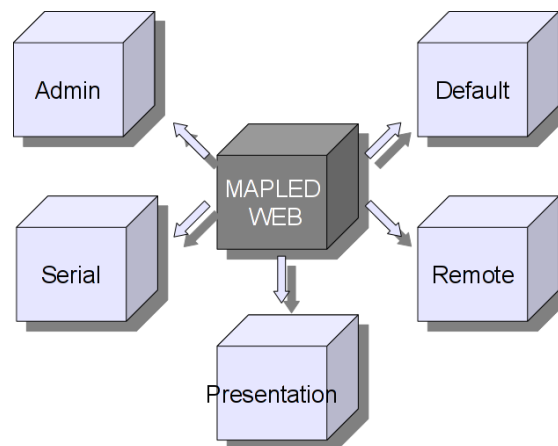 Admin
Default
MAPLED
WEB
Serial
Remote
Presentation